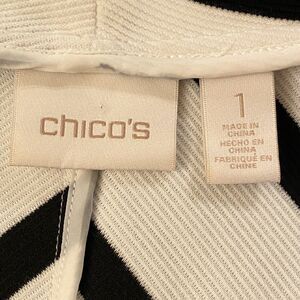 chico's
1
MADE IN
CHINA
HECHO EN
CHINA
FABRIQUÉ EN
CHINE